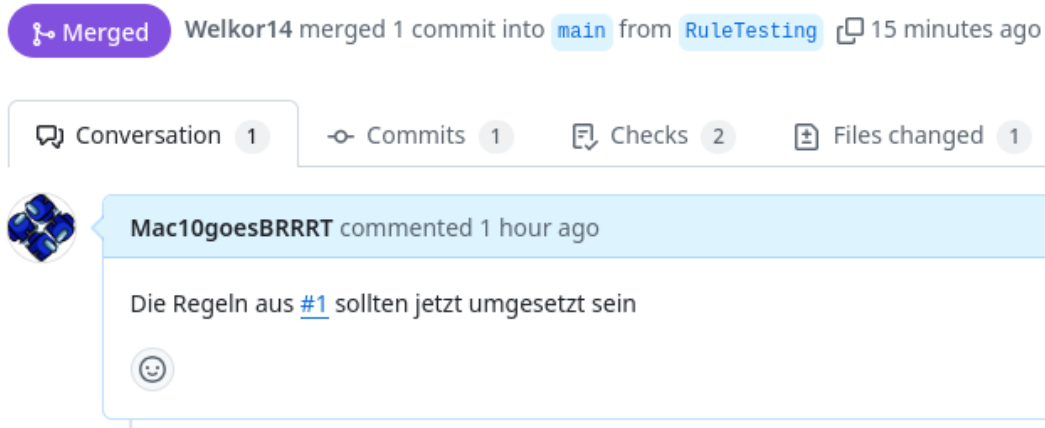 Merged Welkor14 merged 1 commit into main from RuleTesting 15 minutes ago
Conversation 1 Commits 1 Checks 2 Files changed 1
Mac10goesBRRRT commented 1 hour ago
Die Regeln aus #1 sollten jetzt umgesetzt sein